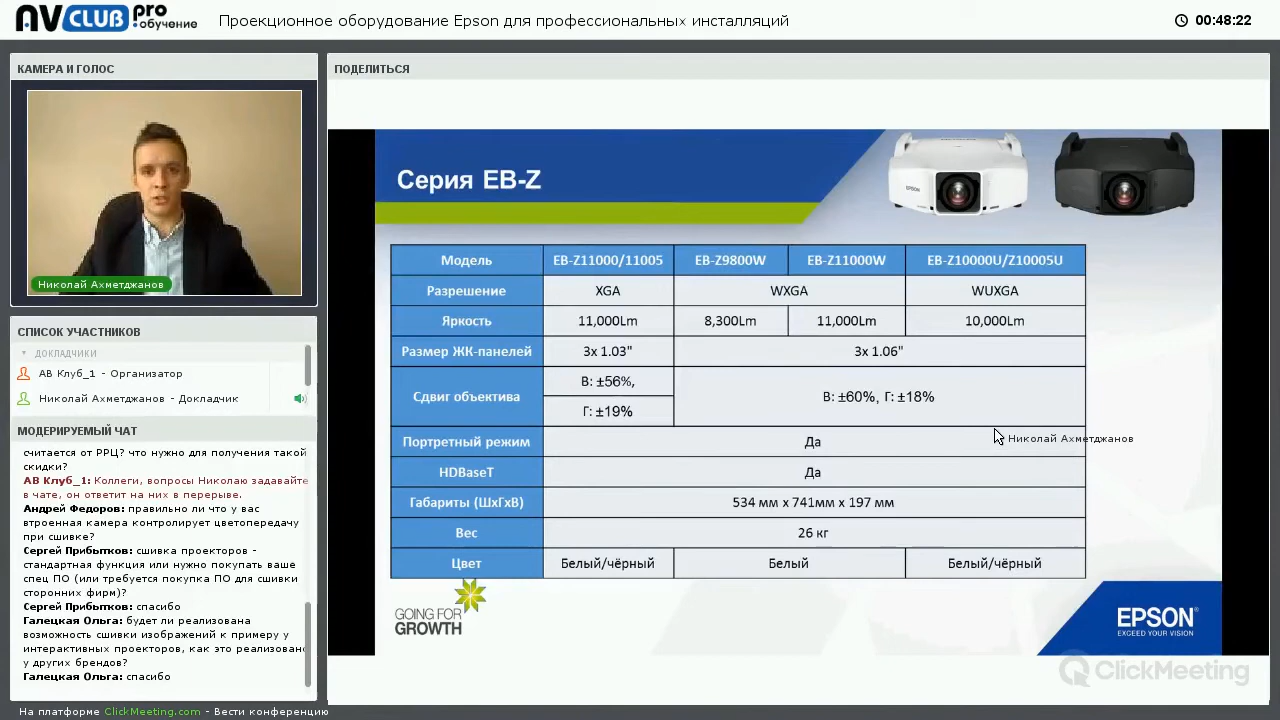 AV CLUB pro обучение
Проекционное оборудование Epson для профессиональных инсталляций
00:48:22
КАМЕРА И ГОЛОС
Николай Ахметджанов
СПИСОК УЧАСТНИКОВ
ДОКЛАДЧИКИ
АВ Клуб_1 - Организатор
Николай Ахметджанов - Докладчик
МОДЕРИРУЕМЫЙ ЧАТ
считается от РРЦ? что нужно для получения такой
скидки?
АВ Клуб_1: Коллеги, вопросы Николаю задавайте
в чате, он ответит на них в перерыве.
Андрей Федоров: правильно ли что у вас
втроенная камера контролирует цветопередачу
при сшивке?
Сергей Прибытков: сшивка проекторов -
стандартная функция или нужно покупать ваше
спец ПО (или требуется покупка ПО для сшивки
сторонних фирм)?
Сергей Прибытков: спасибо
Галецкая Ольга: будет ли реализована
возможность сшивки изображений к примеру у
интерактивных проекторов, как это реализовано
у других брендов?
Галецкая Ольга: спасибо
На платформе ClickMeeting.com - Вести конференцию
ПОДЕЛИТЬСЯ
Серия EB-Z
EPSON
Модель EB-Z11000/11005 EB-Z9800W EB-Z11000W EB-Z10000U/Z10005U
Разрешение XGA WXGA WUXGA
Яркость 11,000Lm 8,300Lm 11,000Lm 10,000Lm
Размер ЖК-панелей 3x 1.03" 3x 1.06"
Сдвиг объектива В: ±56%, В: ±60%, Г: ±18%
Г: ±19%
Портретный режим Да
Николай Ахметджанов
HDBaseT Да
Габариты (ШхГхВ) 534 мм x 741мм x 197 мм
Вес 26 кг
Цвет Белый/чёрный Белый Белый/чёрный
GOING FOR
GROWTH
EPSON
EXCEED YOUR VISION
ClickMeeting